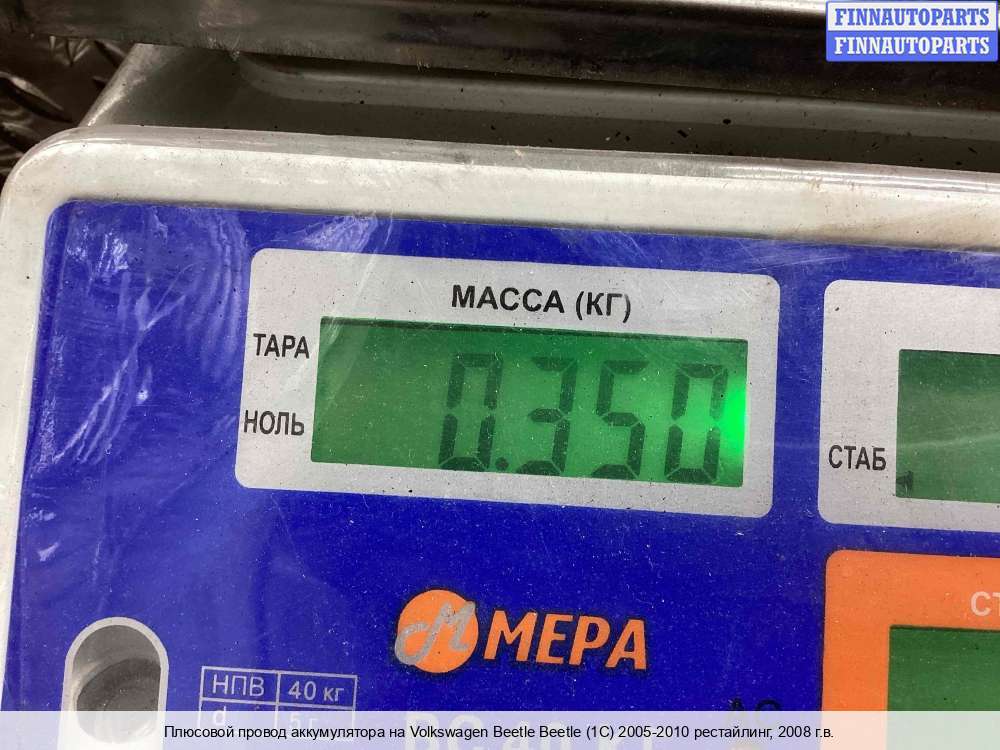 FINNAUTOPARTS
FINNAUTOPARTS
МАССА (КГ)
ТАРА
0.350
НОЛЬ
СТАБ
МЕРА
НПВ 40 кг
d 5 г
Плюсовой провод аккумулятора на Volkswagen Beetle Beetle (1C) 2005-2010 рестайлинг, 2008 г.в.